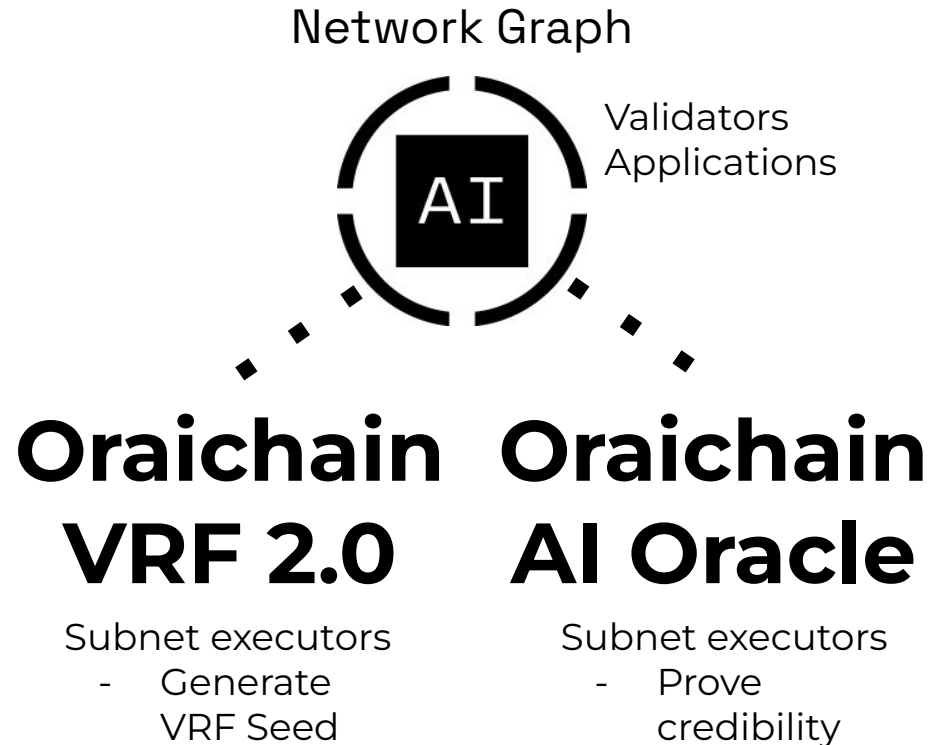 Network Graph
Validators
Applications
AI
Oraichain
VRF 2.0
Subnet executors
- Generate
VRF Seed
Oraichain
AI Oracle
Subnet executors
- Prove
credibility